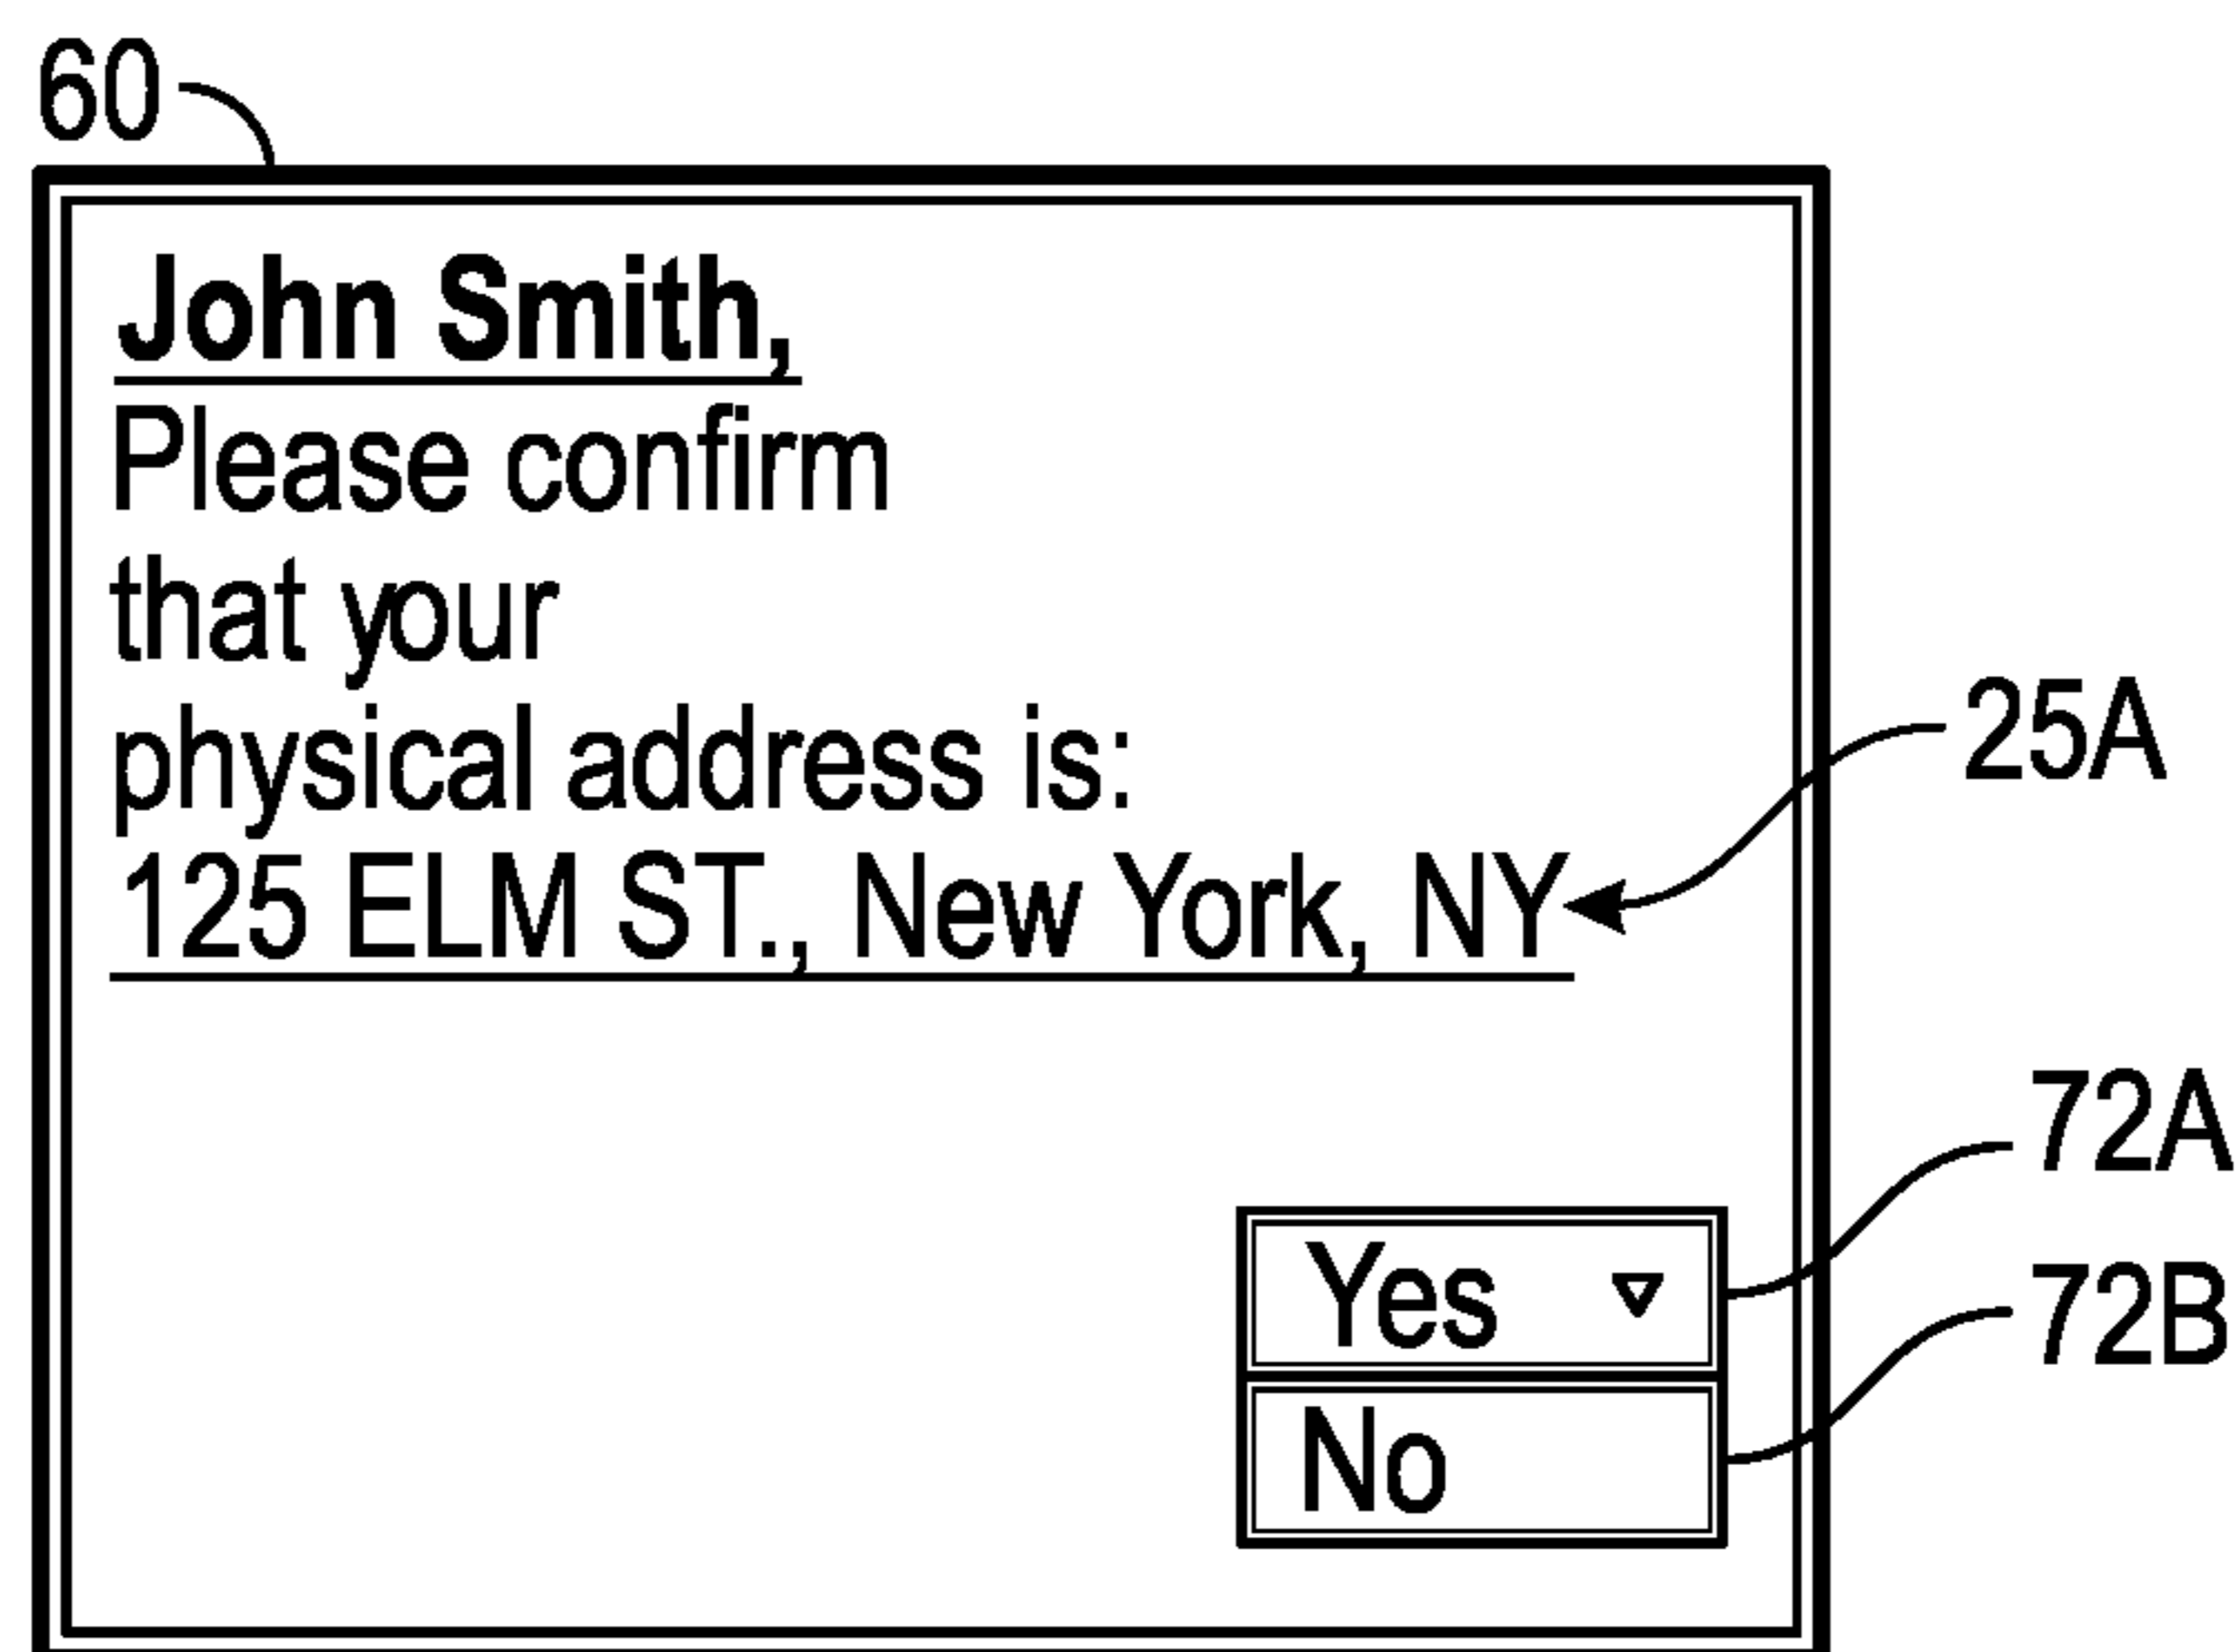 60
John Smith,
Please confirm
that your
physical address is:
25A
125 ELM ST., New York, NY
72A
Yes
72B
No